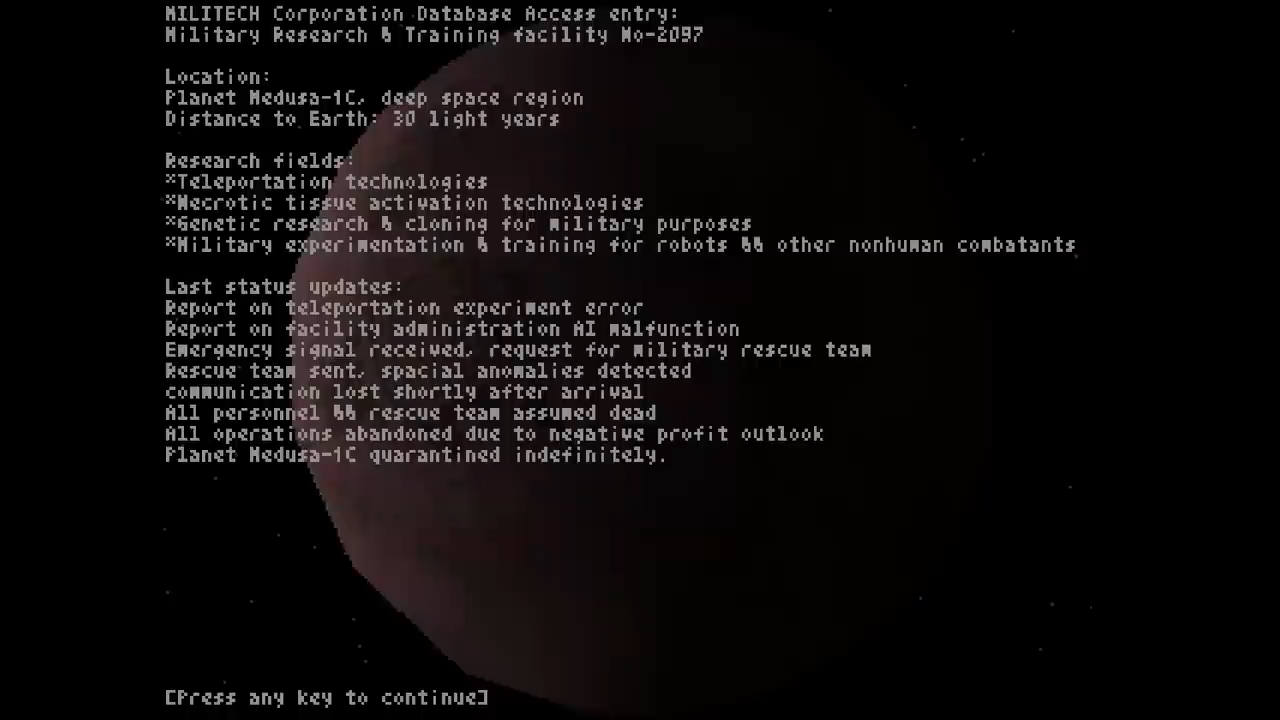 MILITECH Corporation Database Access entry:
Military Research & Training facility No-2097
Location:
Planet Medusa-1C, deep space region
Distance to Earth: 30 light years
Research fields:
*Teleportation technologies
*Necrotic tissue activation technologies
*Genetic research & cloning for military purposes
*Military experimentation & training for robots && other nonhuman combatants
Last status updates:
Report on teleportation experiment error
Report on facility administration AI malfunction
Emergency signal received, request for military rescue team
Rescue team sent, spacial anomalies detected
communication lost shortly after arrival
All personnel && rescue team assumed dead
All operations abandoned due to negative profit outlook
Planet Medusa-1C quarantined indefinitely.
[Press any key to continue]